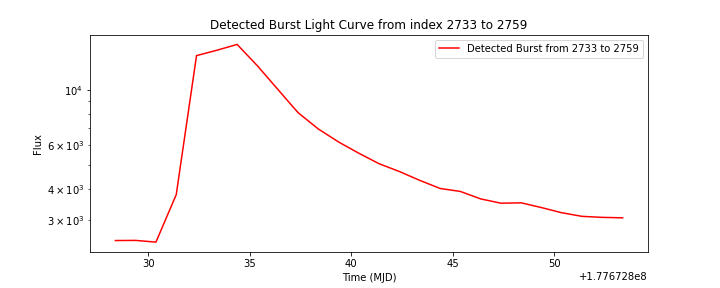 Detected Burst Light Curve from index 2733 to 2759
Detected Burst from 2733 to 2759
Flux
10⁴
6 × 10³
4 × 10³
3 × 10³
30 35 40 45 50
Time (MJD)
+1.776728e8